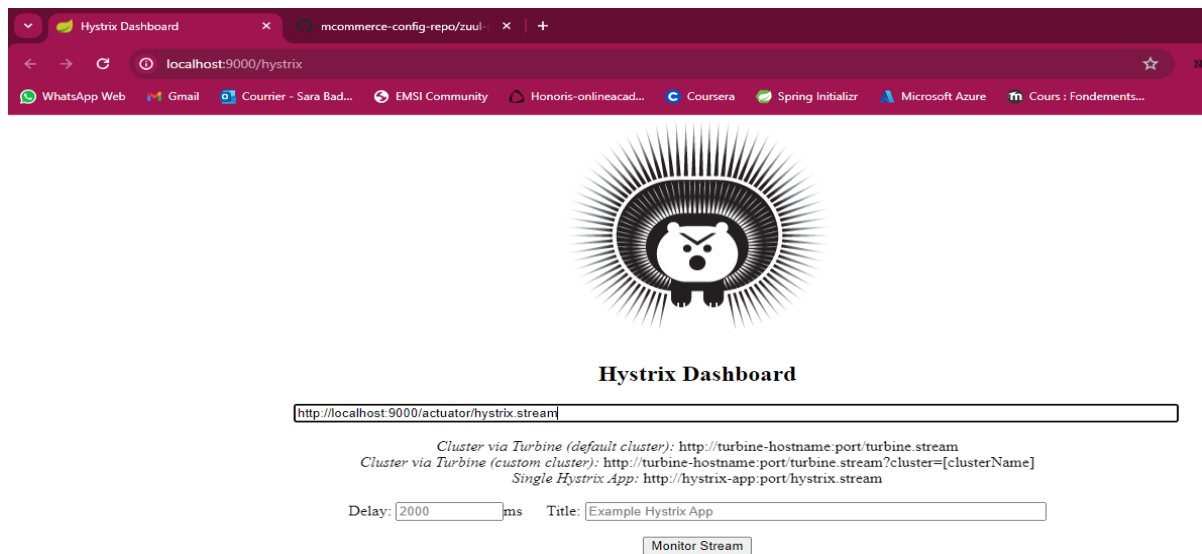 Hystrix Dashboard mcommerce-config-repo/zuul-
localhost:9000/hystrix
WhatsApp Web Gmail Courrier - Sara Bad... EMSI Community Honoris-onlineacad... Coursera Spring Initializr Microsoft Azure Cours : Fondements...
Hystrix Dashboard
http://localhost:9000/actuator/hystrix.stream
Cluster via Turbine (default cluster): http://turbine-hostname:port/turbine.stream
Cluster via Turbine (custom cluster): http://turbine-hostname:port/turbine.stream?cluster=[clusterName]
Single Hystrix App: http://hystrix-app:port/hystrix.stream
Delay: 2000 ms Title: Example Hystrix App
Monitor Stream